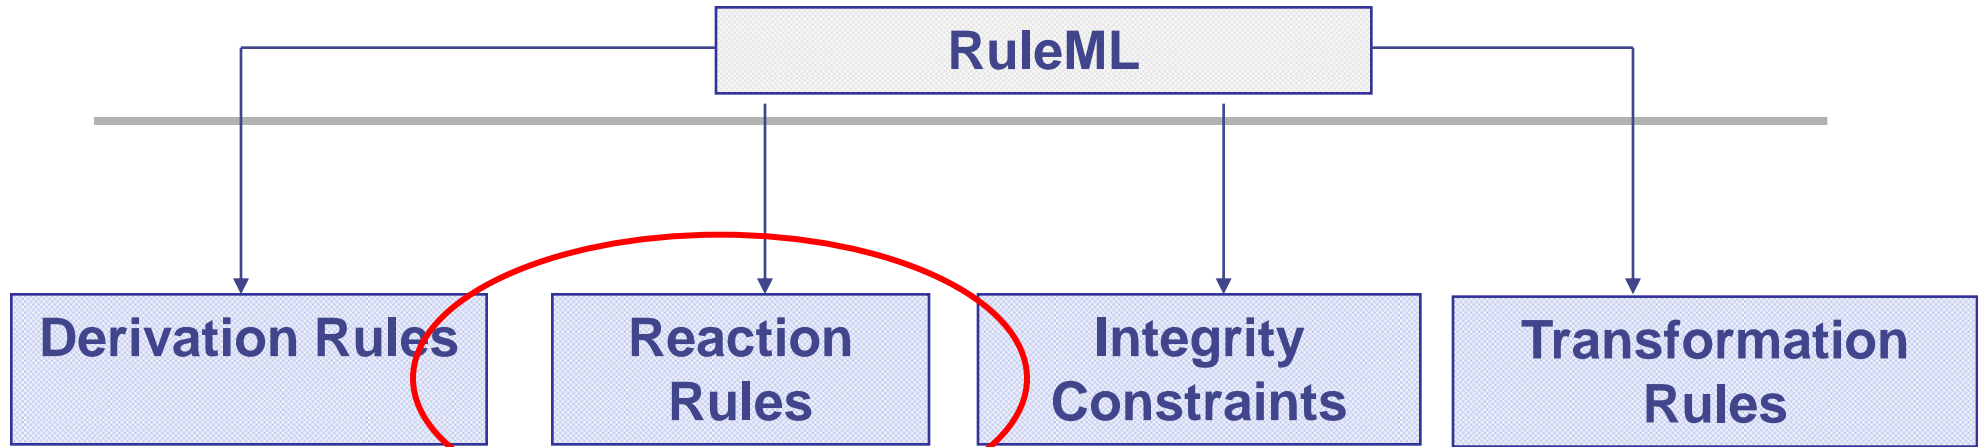 RuleML
Derivation Rules
Reaction
Rules
Integrity
Constraints
Transformation
Rules